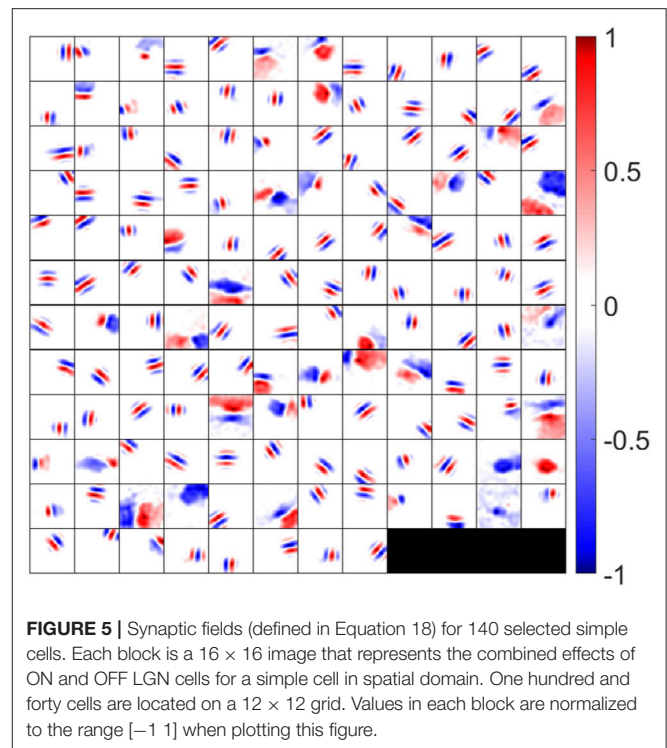 1
0.5
0
-0.5
-1
FIGURE 5 | Synaptic fields (defined in Equation 18) for 140 selected simple
cells. Each block is a 16 × 16 image that represents the combined effects of
ON and OFF LGN cells for a simple cell in spatial domain. One hundred and
forty cells are located on a 12 × 12 grid. Values in each block are normalized
to the range [−1 1] when plotting this figure.